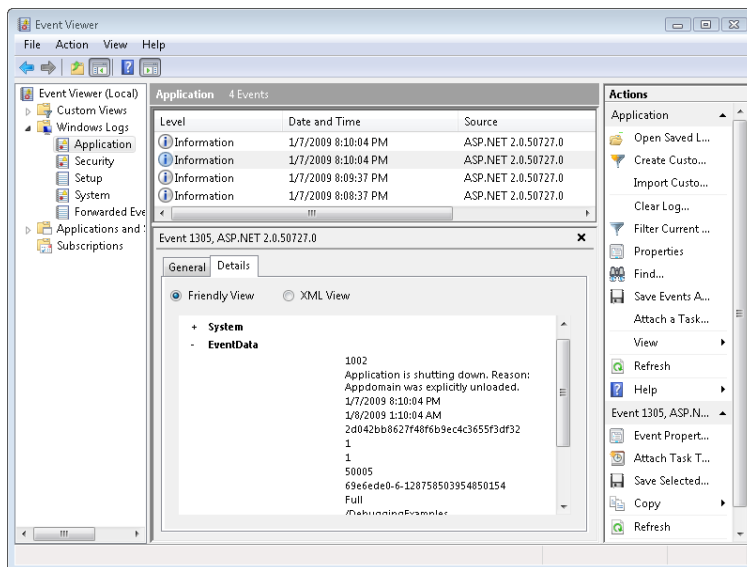 Event Viewer
File Action View Help
Event Viewer (Local)
Custom Views
Windows Logs
Application
Security
Setup
System
Forwarded Eve
Applications and S
Subscriptions
Application 4 Events
Level Date and Time Source
Information 1/7/2009 8:10:04 PM ASP.NET 2.0.50727.0
Information 1/7/2009 8:10:04 PM ASP.NET 2.0.50727.0
Information 1/7/2009 8:09:37 PM ASP.NET 2.0.50727.0
Information 1/7/2009 8:08:37 PM ASP.NET 2.0.50727.0
Event 1305, ASP.NET 2.0.50727.0
General Details
Friendly View XML View
+ System
- EventData
1002
Application is shutting down. Reason:
Appdomain was explicitly unloaded.
1/7/2009 8:10:04 PM
1/8/2009 1:10:04 AM
2d042bb8627f48f6b9ec4c3655f3df32
1
1
50005
69e6ede0-6-128758503954850154
Full
/DebuggingExamples
Actions
Application
Open Saved L...
Create Custo...
Import Custo...
Clear Log...
Filter Current ...
Properties
Find...
Save Events A...
Attach a Task...
View
Refresh
Help
Event 1305, ASP.N...
Event Propert...
Attach Task T...
Save Selected...
Copy
Refresh